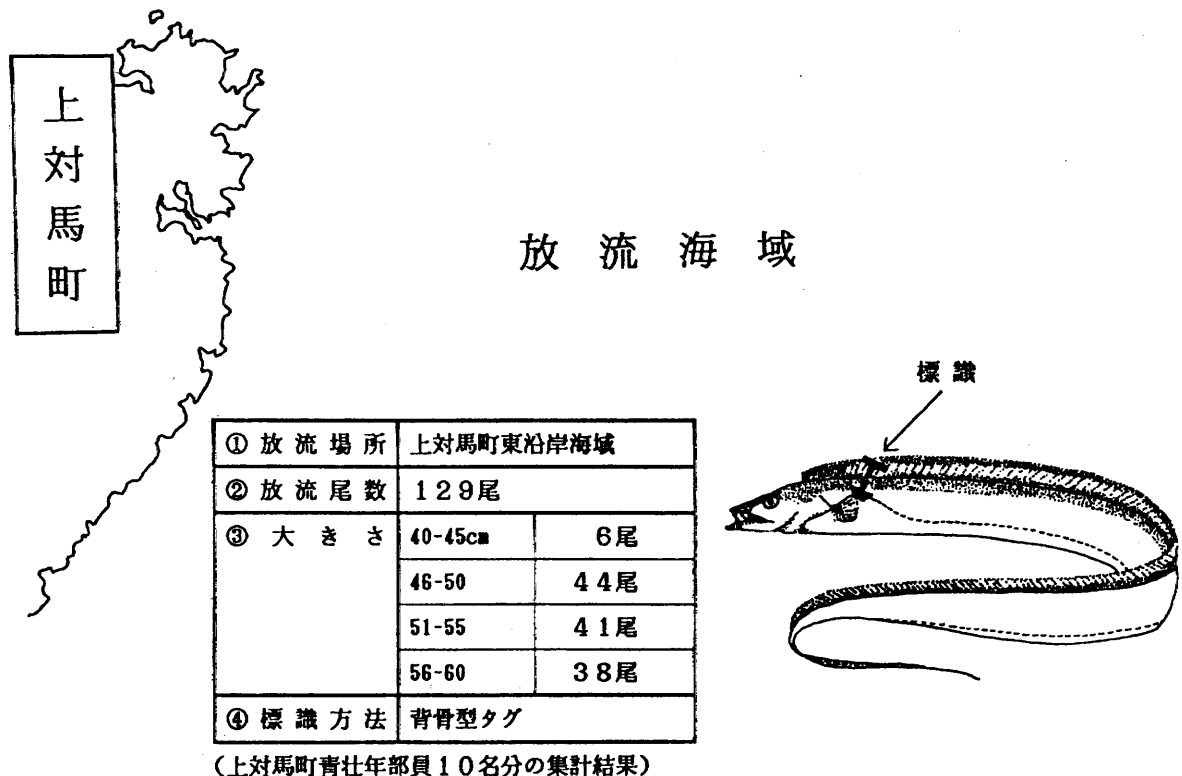 上対馬町
放流海域
標識
① 放流場所 上対馬町東沿岸海域
② 放流尾数 129尾
③ 大きさ 40-45cm 6尾
46-50 44尾
51-55 41尾
56-60 38尾
④ 標識方法 背骨型タグ
(上対馬町青壮年部員10名分の集計結果)